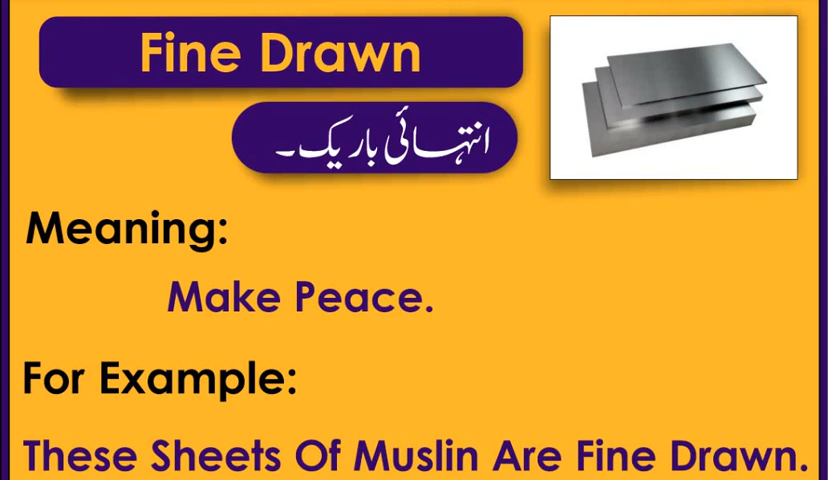 Fine Drawn
انتہائی باریک۔
Meaning:
Make Peace.
For Example:
These Sheets Of Muslin Are Fine Drawn.